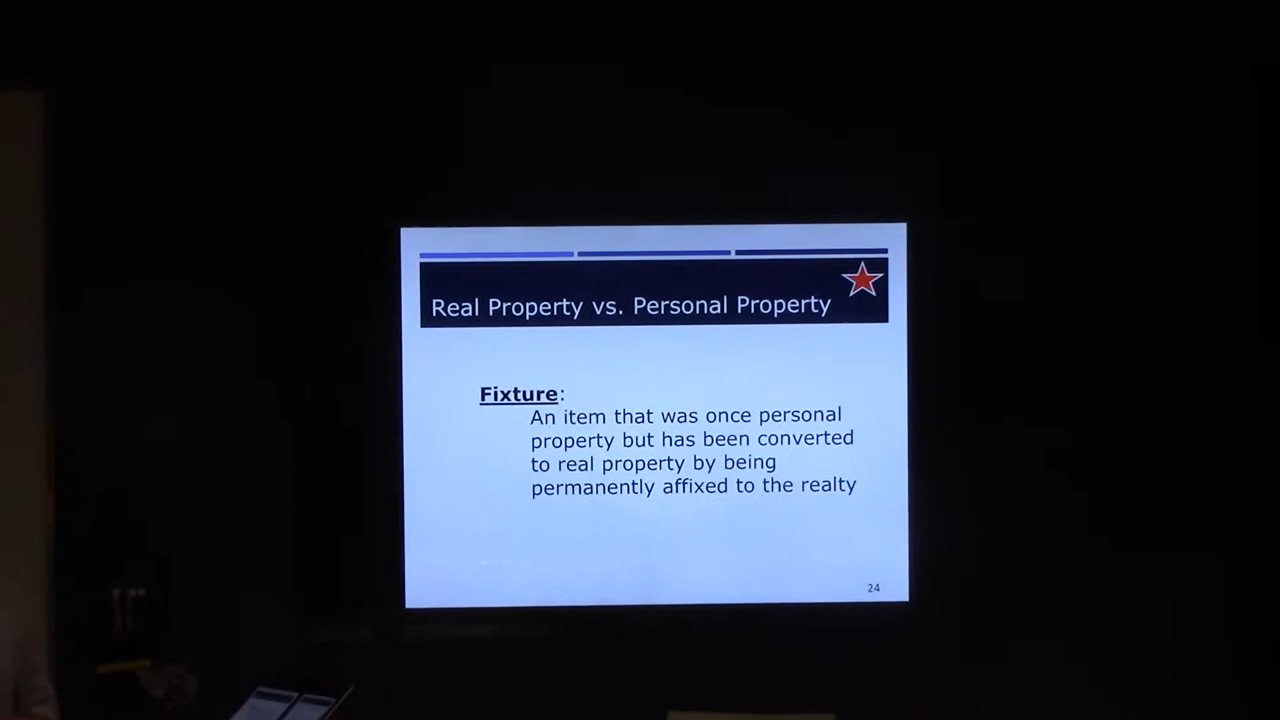 Real Property vs. Personal Property
Fixture:
An item that was once personal
property but has been converted
to real property by being
permanently affixed to the realty
24